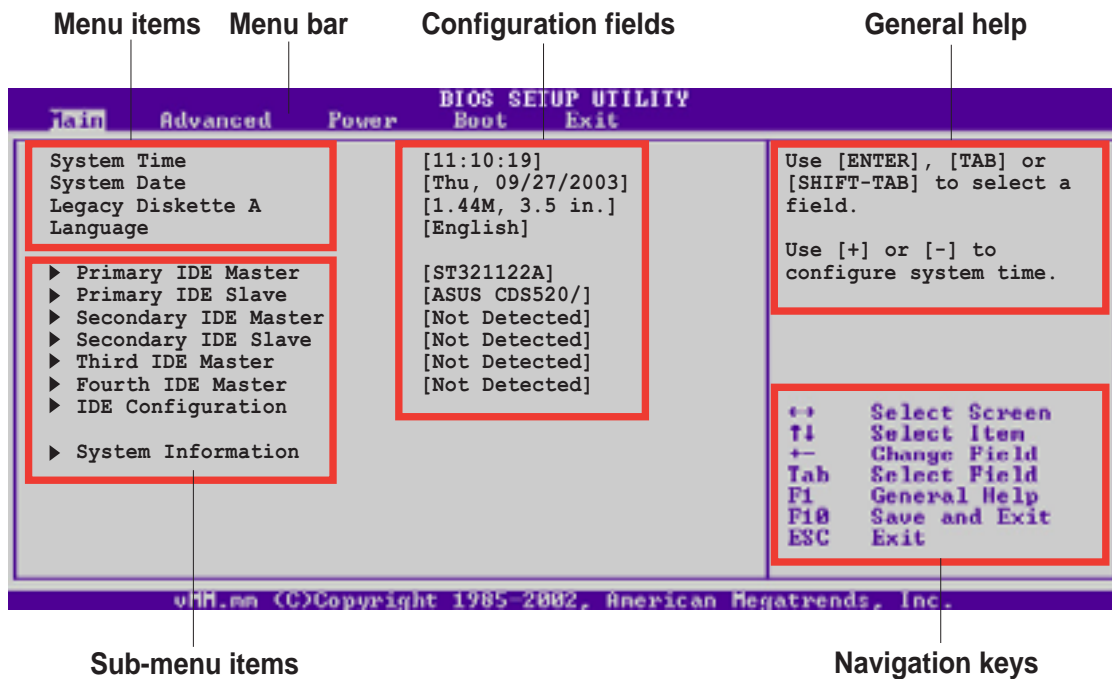 Menu items Menu bar Configuration fields General help
BIOS SETUP UTILITY
Main Advanced Power Boot Exit
System Time [11:10:19]
System Date [Thu, 09/27/2003]
Legacy Diskette A [1.44M, 3.5 in.]
Language [English]
Primary IDE Master [ST321122A]
Primary IDE Slave [ASUS CDS520/]
Secondary IDE Master [Not Detected]
Secondary IDE Slave [Not Detected]
Third IDE Master [Not Detected]
Fourth IDE Master [Not Detected]
IDE Configuration
System Information
Use [ENTER], [TAB] or
[SHIFT-TAB] to select a
field.
Use [+] or [-] to
configure system time.
←→ Select Screen
↑↓ Select Item
+- Change Field
Tab Select Field
F1 General Help
F10 Save and Exit
ESC Exit
vMM.mm (C)Copyright 1985-2002, American Megatrends, Inc.
Sub-menu items Navigation keys